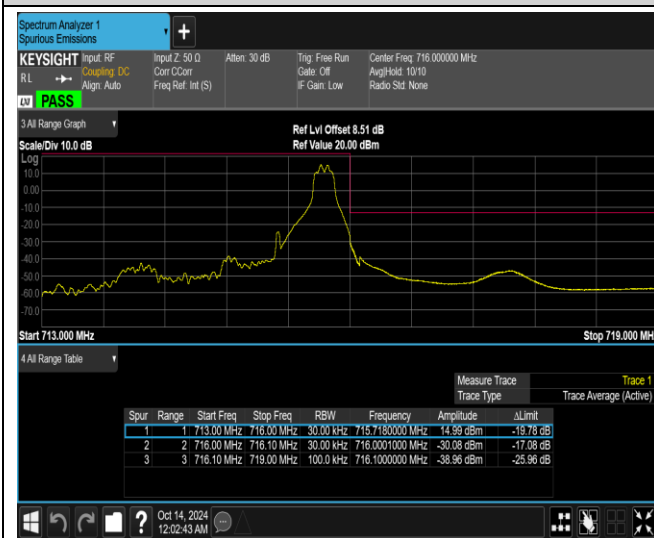 Spectrum Analyzer 1
Spurious Emissions
KEYSIGHT Input: RF Input Z: 50 Ω Atten: 30 dB Trig: Free Run Center Freq: 716.000000 MHz
RL Coupling: DC Corr CCorr Gate: Off Avg|Hold: 10/10
Align: Auto Freq Ref: Int (S) IF Gain: Low Radio Std: None
LXI PASS
3 All Range Graph
Ref Lvl Offset 8.51 dB
Scale/Div 10.0 dB Ref Value 20.00 dBm
Log
10.0
0.00
-10.0
-20.0
-30.0
-40.0
-50.0
-60.0
-70.0
Start 713.000 MHz Stop 719.000 MH
4 All Range Table
Measure Trace Trace 1
Trace Type Trace Average (Active)
Spur Range Start Freq Stop Freq RBW Frequency Amplitude ΔLimit
1 1 713.00 MHz 716.00 MHz 30.00 kHz 715.7180000 MHz 14.99 dBm -19.78 dB
2 2 716.00 MHz 716.10 MHz 30.00 kHz 716.0001000 MHz -30.08 dBm -17.08 dB
3 3 716.10 MHz 719.00 MHz 100.0 kHz 716.1000000 MHz -38.96 dBm -25.96 dB
? Oct 14, 2024
12:02:43 AM